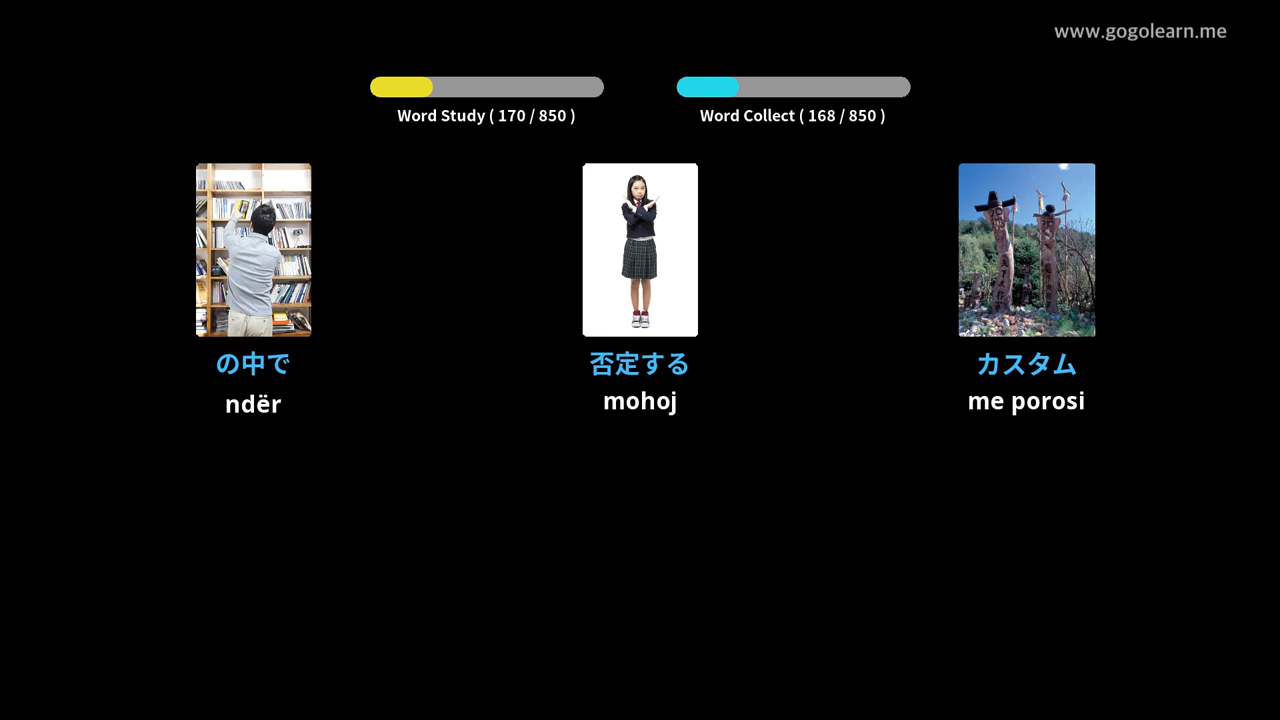 www.gogolearn.me
Word Study ( 170 / 850 )
Word Collect ( 168 / 850 )
の中で
否定する
カスタム
ndër
mohoj
me porosi